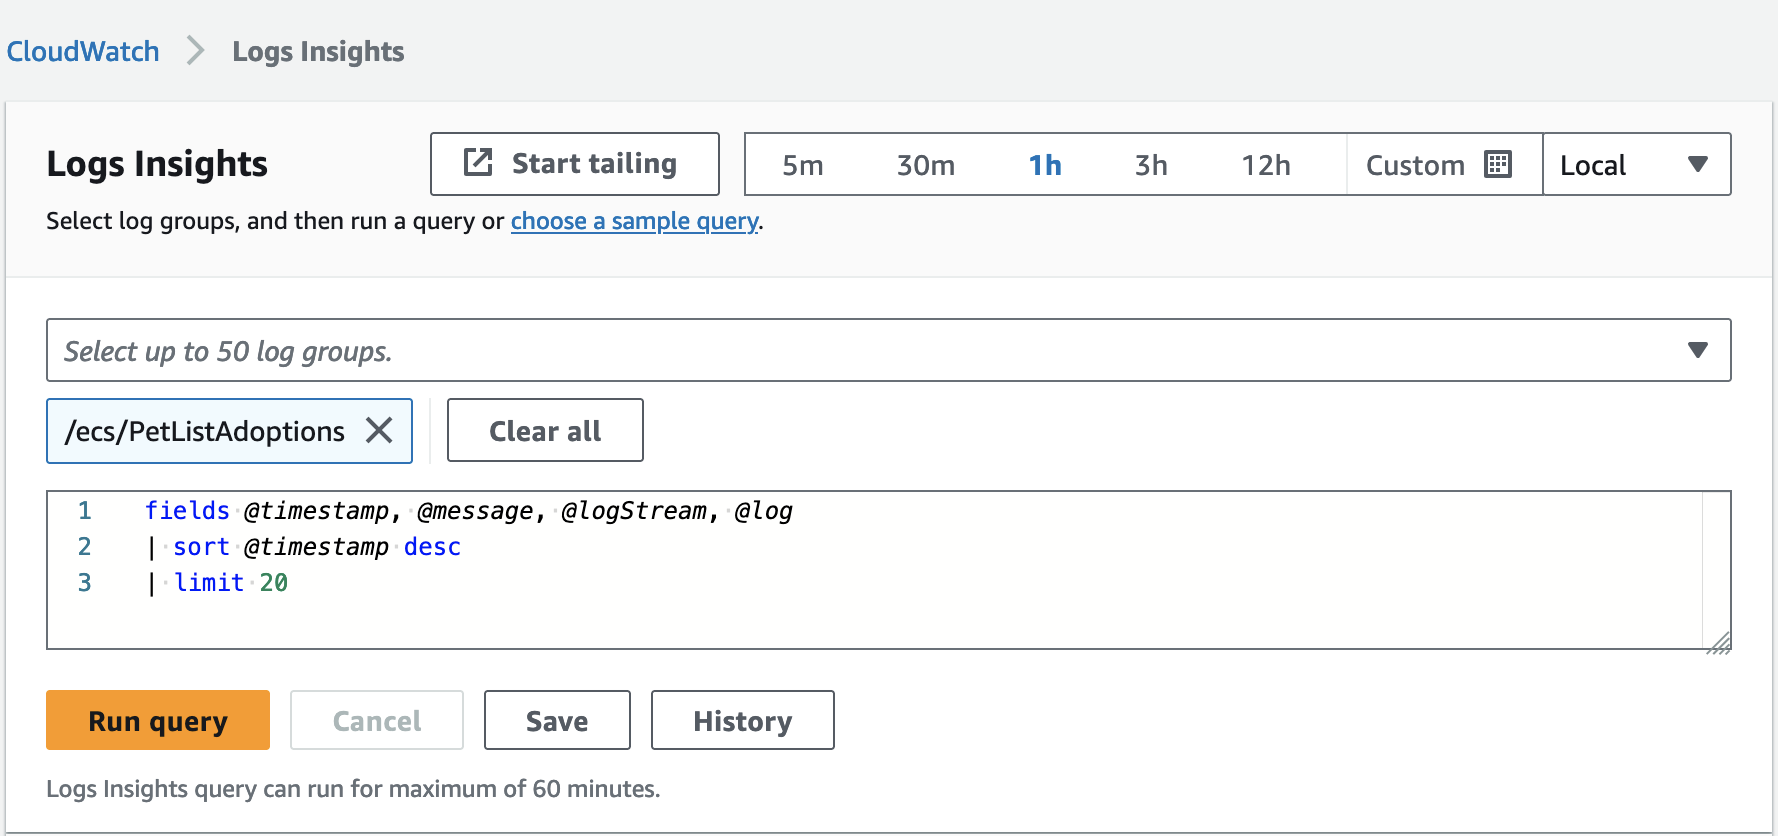 CloudWatch > Logs Insights
Logs Insights
Start tailing
5m 30m 1h 3h 12h Custom Local
Select log groups, and then run a query or choose a sample query.
Select up to 50 log groups.
/ecs/PetListAdoptions
Clear all
1 fields @timestamp, @message, @logStream, @log
2 | sort @timestamp desc
3 | limit 20
Run query Cancel Save History
Logs Insights query can run for maximum of 60 minutes.